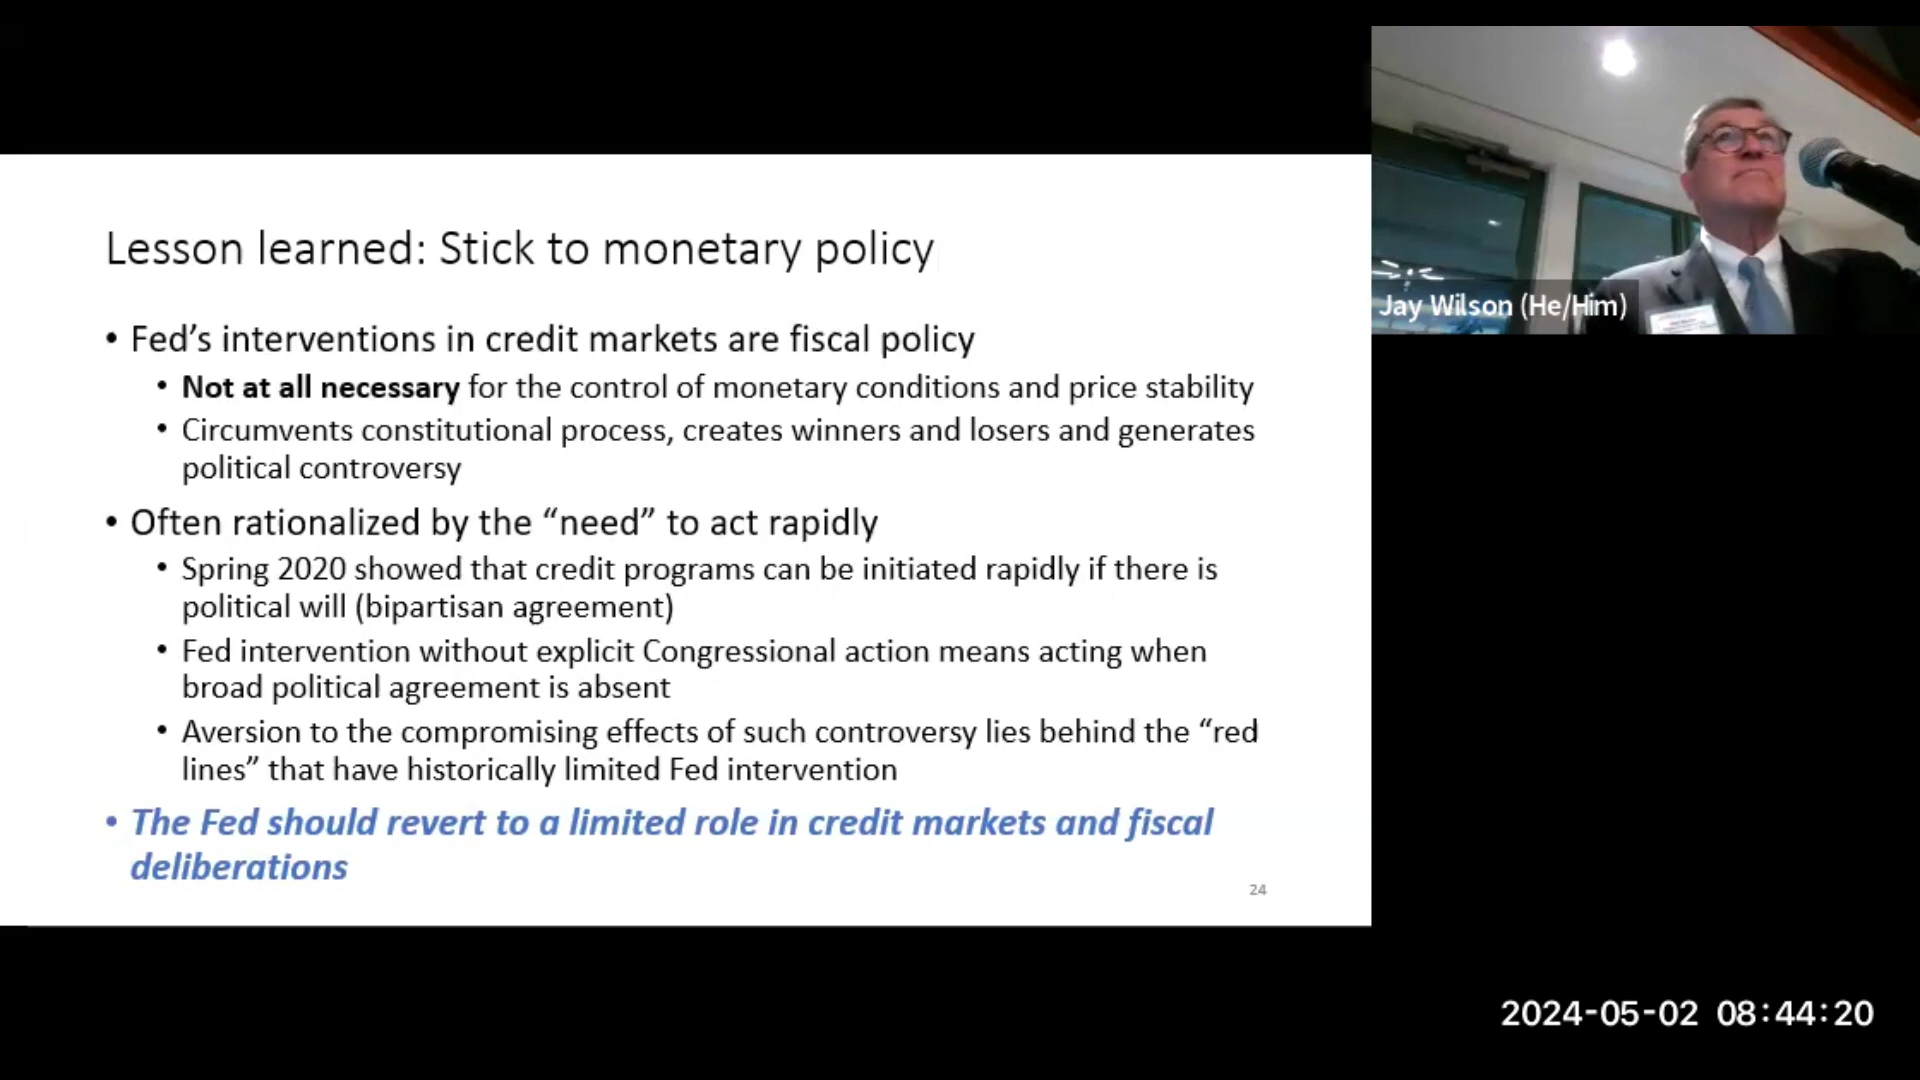 Lesson learned: Stick to monetary policy
• Fed’s interventions in credit markets are fiscal policy
• Not at all necessary for the control of monetary conditions and price stability
• Circumvents constitutional process, creates winners and losers and generates
political controversy
• Often rationalized by the “need” to act rapidly
• Spring 2020 showed that credit programs can be initiated rapidly if there is
political will (bipartisan agreement)
• Fed intervention without explicit Congressional action means acting when
broad political agreement is absent
• Aversion to the compromising effects of such controversy lies behind the “red
lines” that have historically limited Fed intervention
• The Fed should revert to a limited role in credit markets and fiscal
deliberations
24
Jay Wilson (He/Him)
2024-05-02 08:44:20